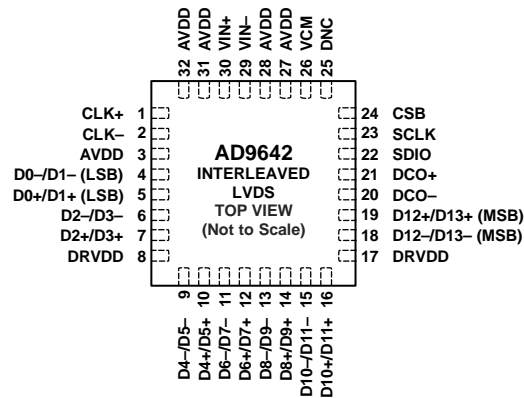 32 AVDD
31 AVDD
30 VIN+
29 VIN–
28 AVDD
27 AVDD
26 VCM
25 DNC
CLK+ 1
CLK– 2
AVDD 3
D0–/D1– (LSB) 4
D0+/D1+ (LSB) 5
D2–/D3– 6
D2+/D3+ 7
DRVDD 8
AD9642
INTERLEAVED
LVDS
TOP VIEW
(Not to Scale)
24 CSB
23 SCLK
22 SDIO
21 DCO+
20 DCO–
19 D12+/D13+ (MSB)
18 D12–/D13– (MSB)
17 DRVDD
D4–/D5– 9
D4+/D5+ 10
D6–/D7– 11
D6+/D7+ 12
D8–/D9– 13
D8+/D9+ 14
D10–/D11– 15
D10+/D11+ 16